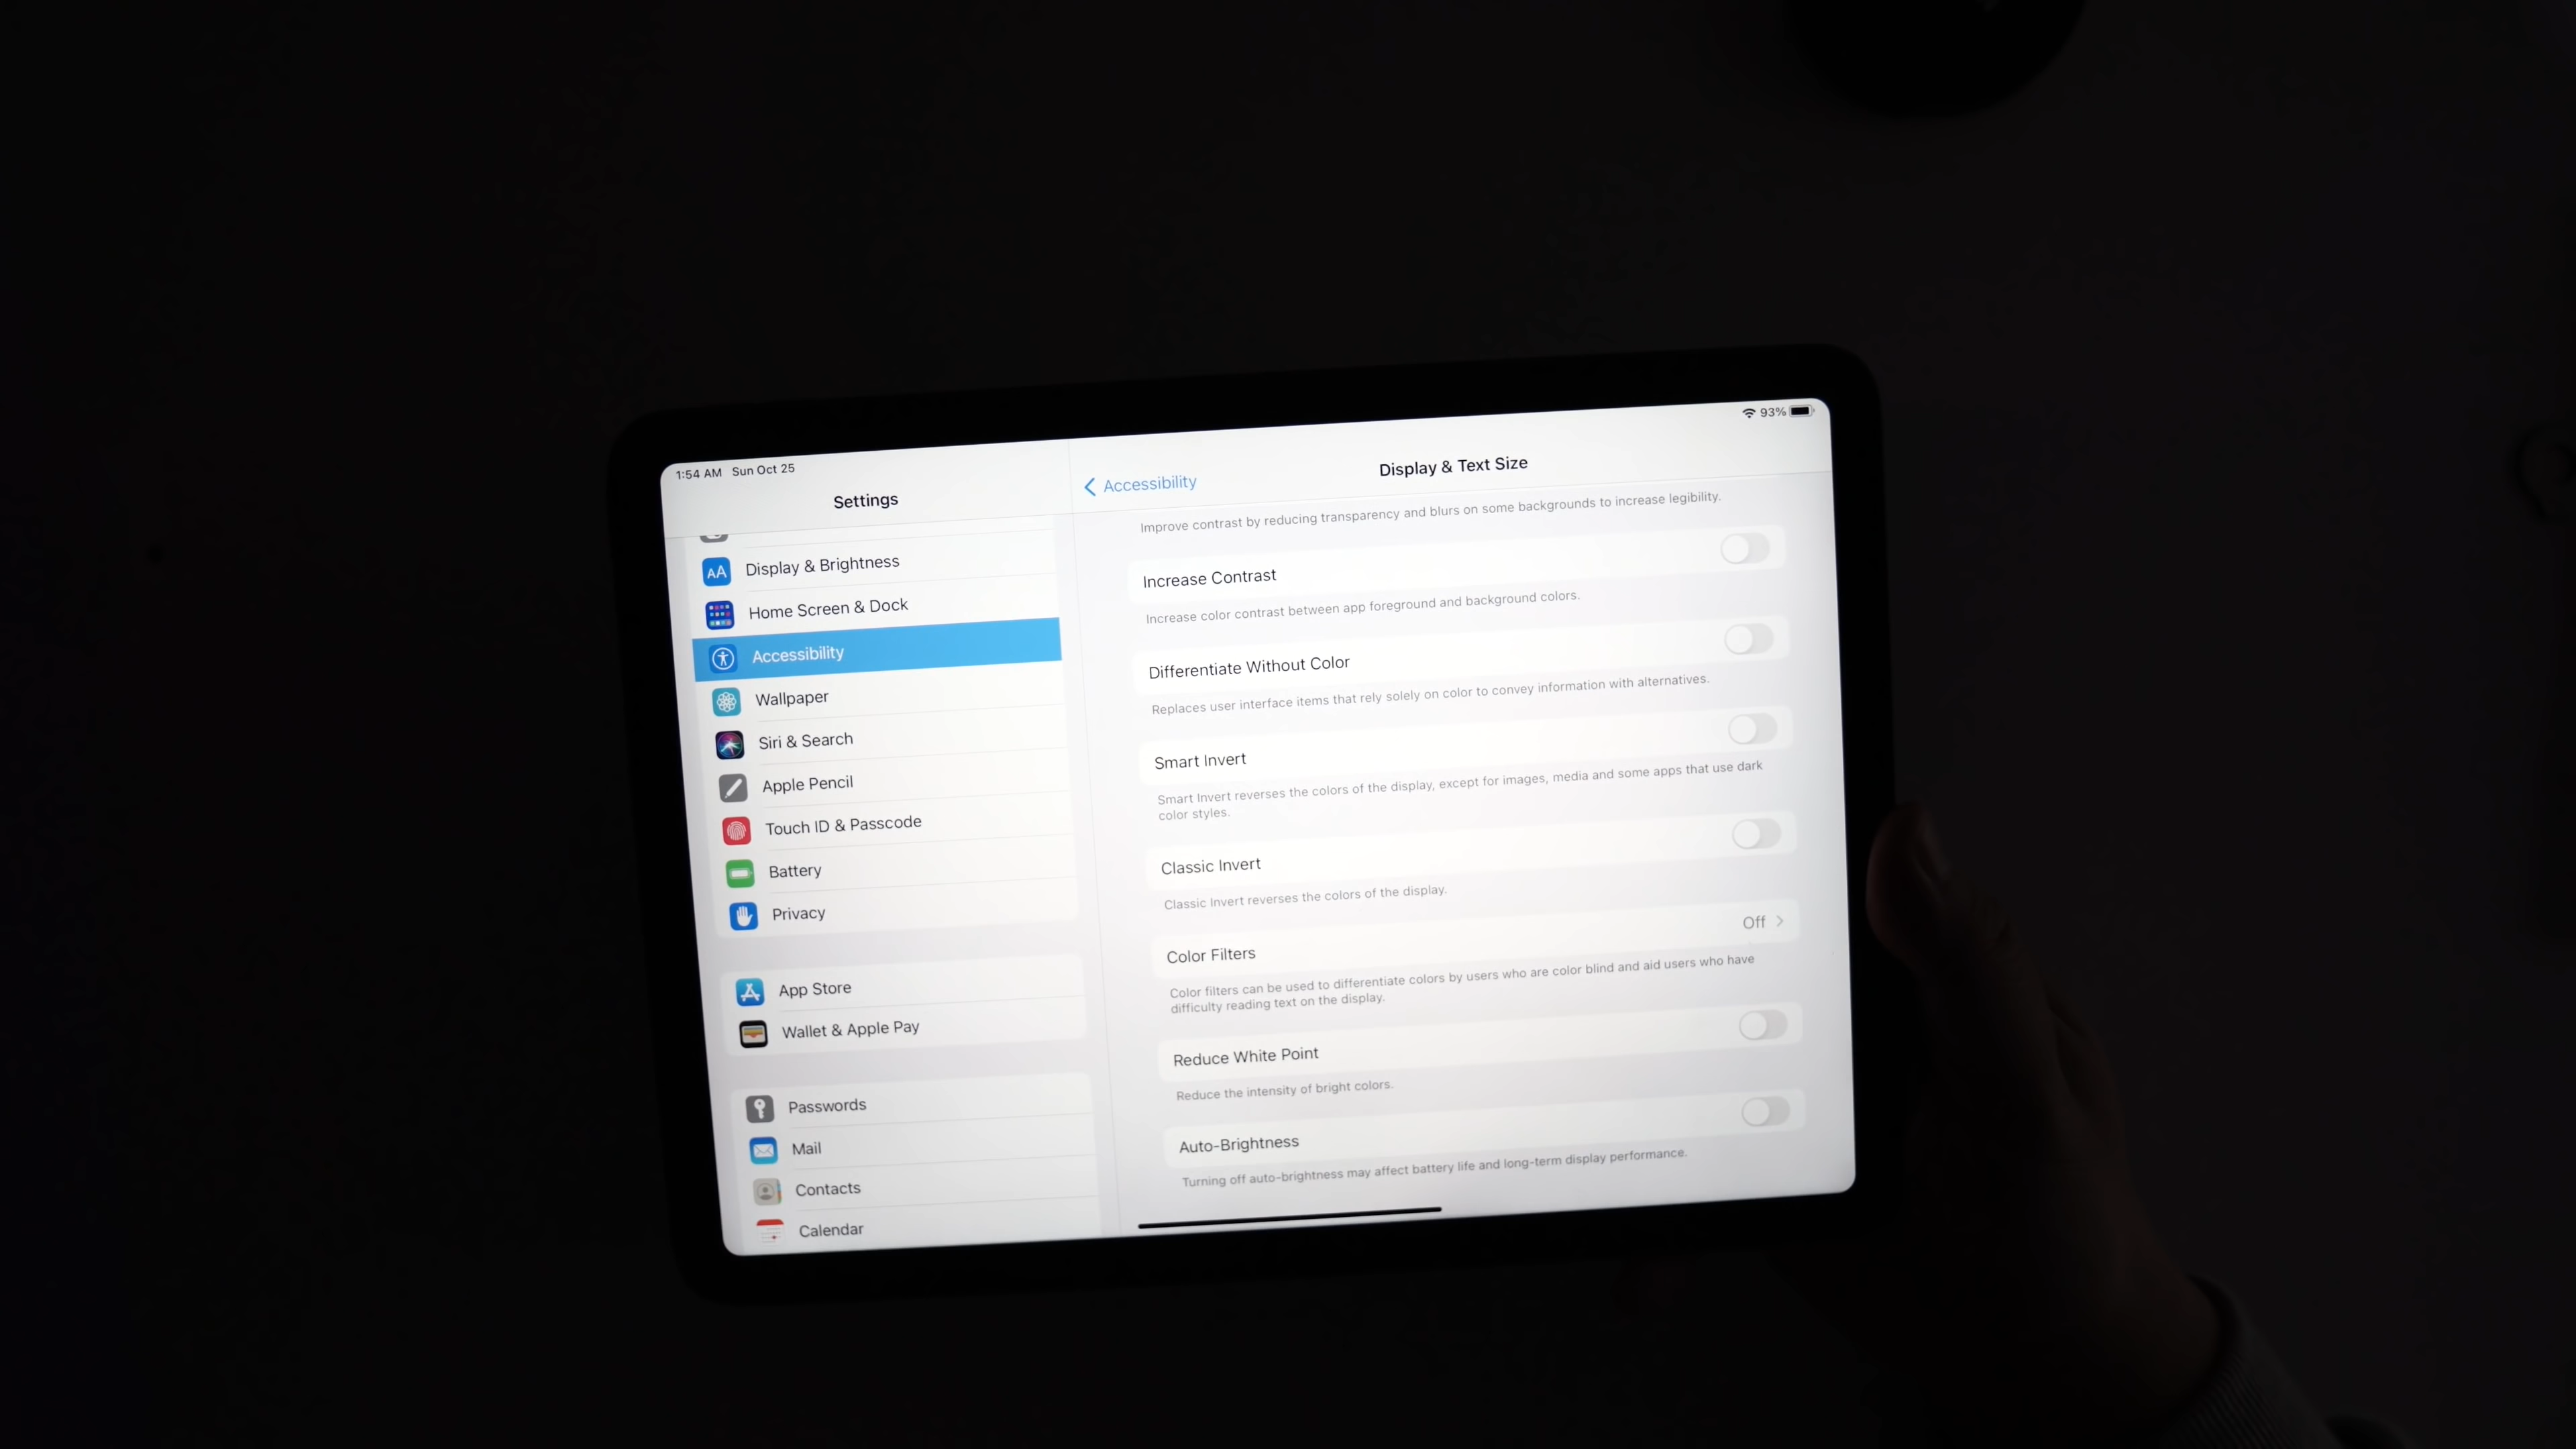 1:54 AM Sun Oct 25
93%
Settings
Display & Brightness
Home Screen & Dock
Accessibility
Wallpaper
Siri & Search
Apple Pencil
Touch ID & Passcode
Battery
Privacy
App Store
Wallet & Apple Pay
Passwords
Mail
Contacts
Calendar
Accessibility
Display & Text Size
Improve contrast by reducing transparency and blurs on some backgrounds to increase legibility.
Increase Contrast
Increase color contrast between app foreground and background colors.
Differentiate Without Color
Replaces user interface items that rely solely on color to convey information with alternatives.
Smart Invert
Smart Invert reverses the colors of the display, except for images, media and some apps that use dark
color styles.
Classic Invert
Classic Invert reverses the colors of the display.
Color Filters
Off
Color filters can be used to differentiate colors by users who are color blind and aid users who have
difficulty reading text on the display.
Reduce White Point
Reduce the intensity of bright colors.
Auto-Brightness
Turning off auto-brightness may affect battery life and long-term display performance.